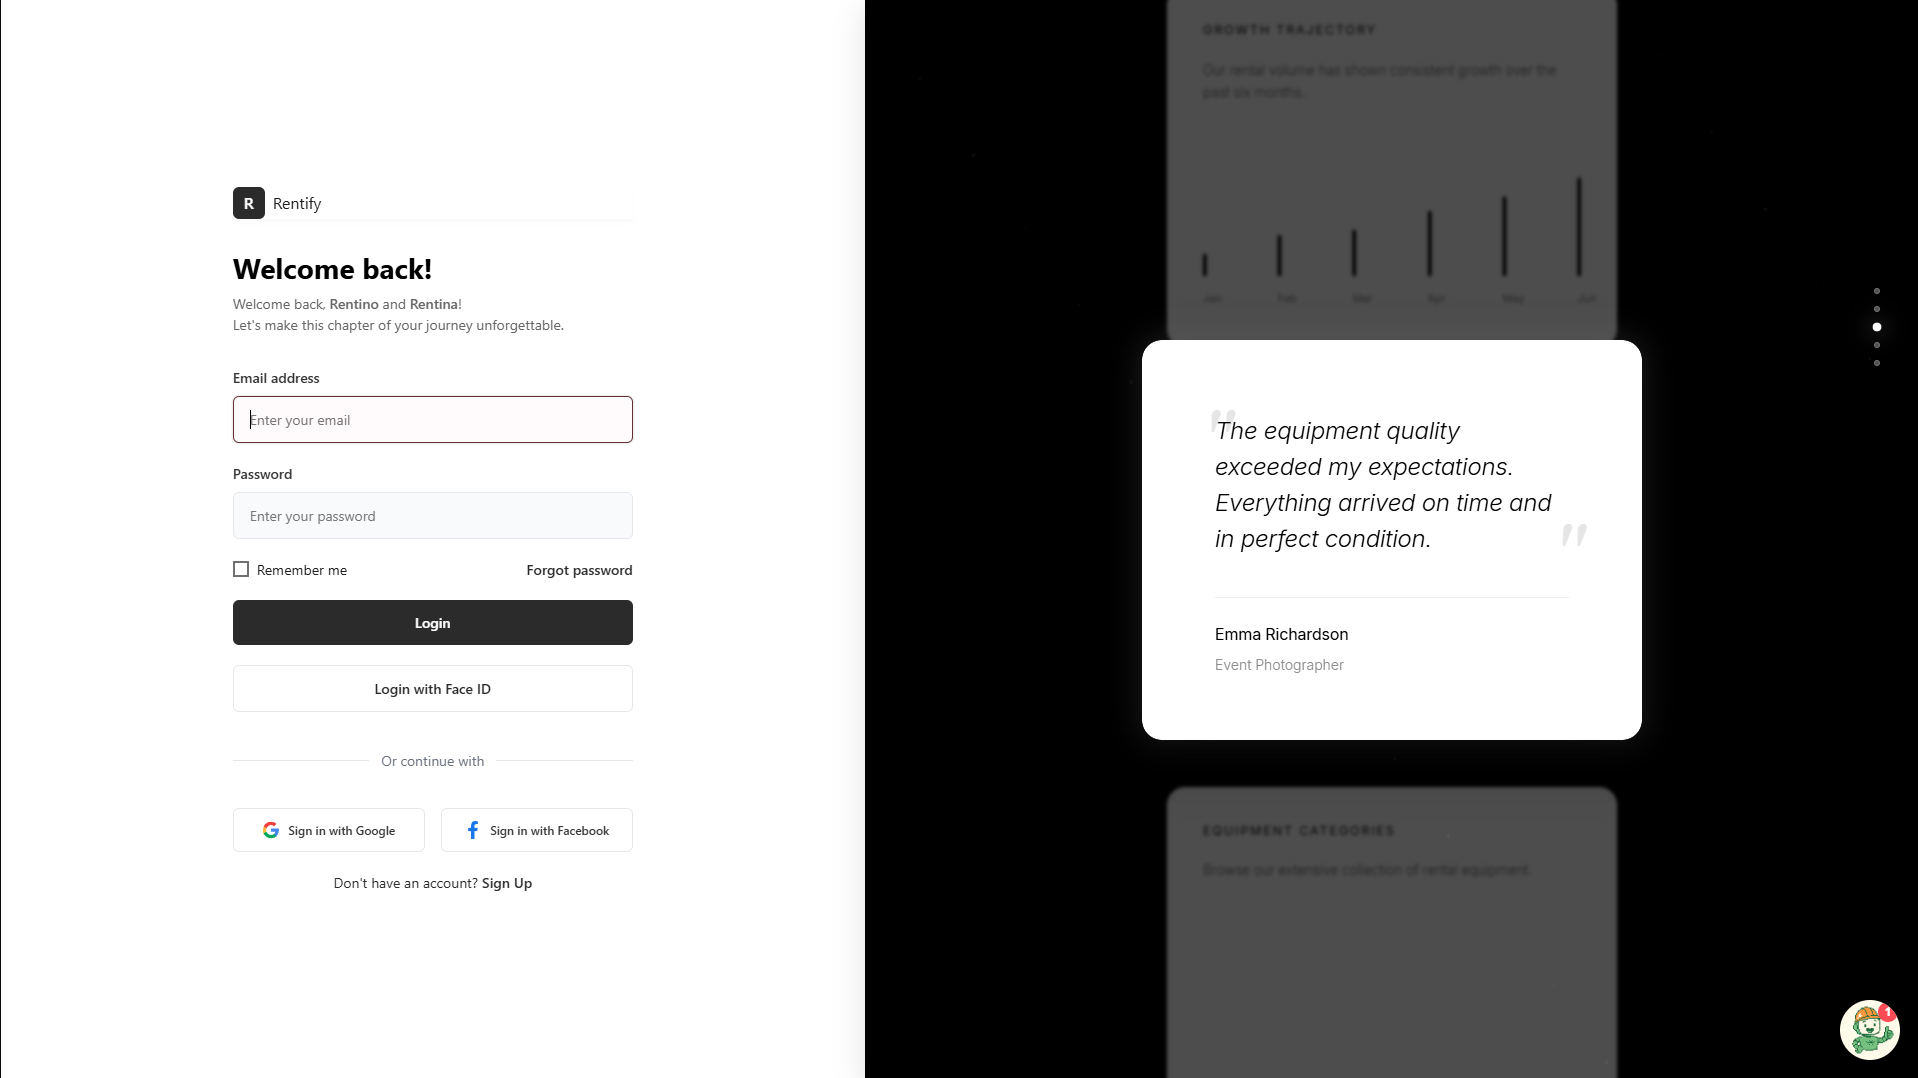 R Rentify
Welcome back!
Welcome back, Rentino and Rentina!
Let's make this chapter of your journey unforgettable.
Email address
Enter your email
Password
Enter your password
Remember me
Forgot password
Login
Login with Face ID
Or continue with
Sign in with Google
Sign in with Facebook
Don't have an account? Sign Up
GROWTH TRAJECTORY
Our rental volume has shown consistent growth over the
past six months.
Jan Feb Mar Apr May Jun
"The equipment quality
exceeded my expectations.
Everything arrived on time and
in perfect condition."
Emma Richardson
Event Photographer
EQUIPMENT CATEGORIES
Browse our extensive collection of rental equipment.
1